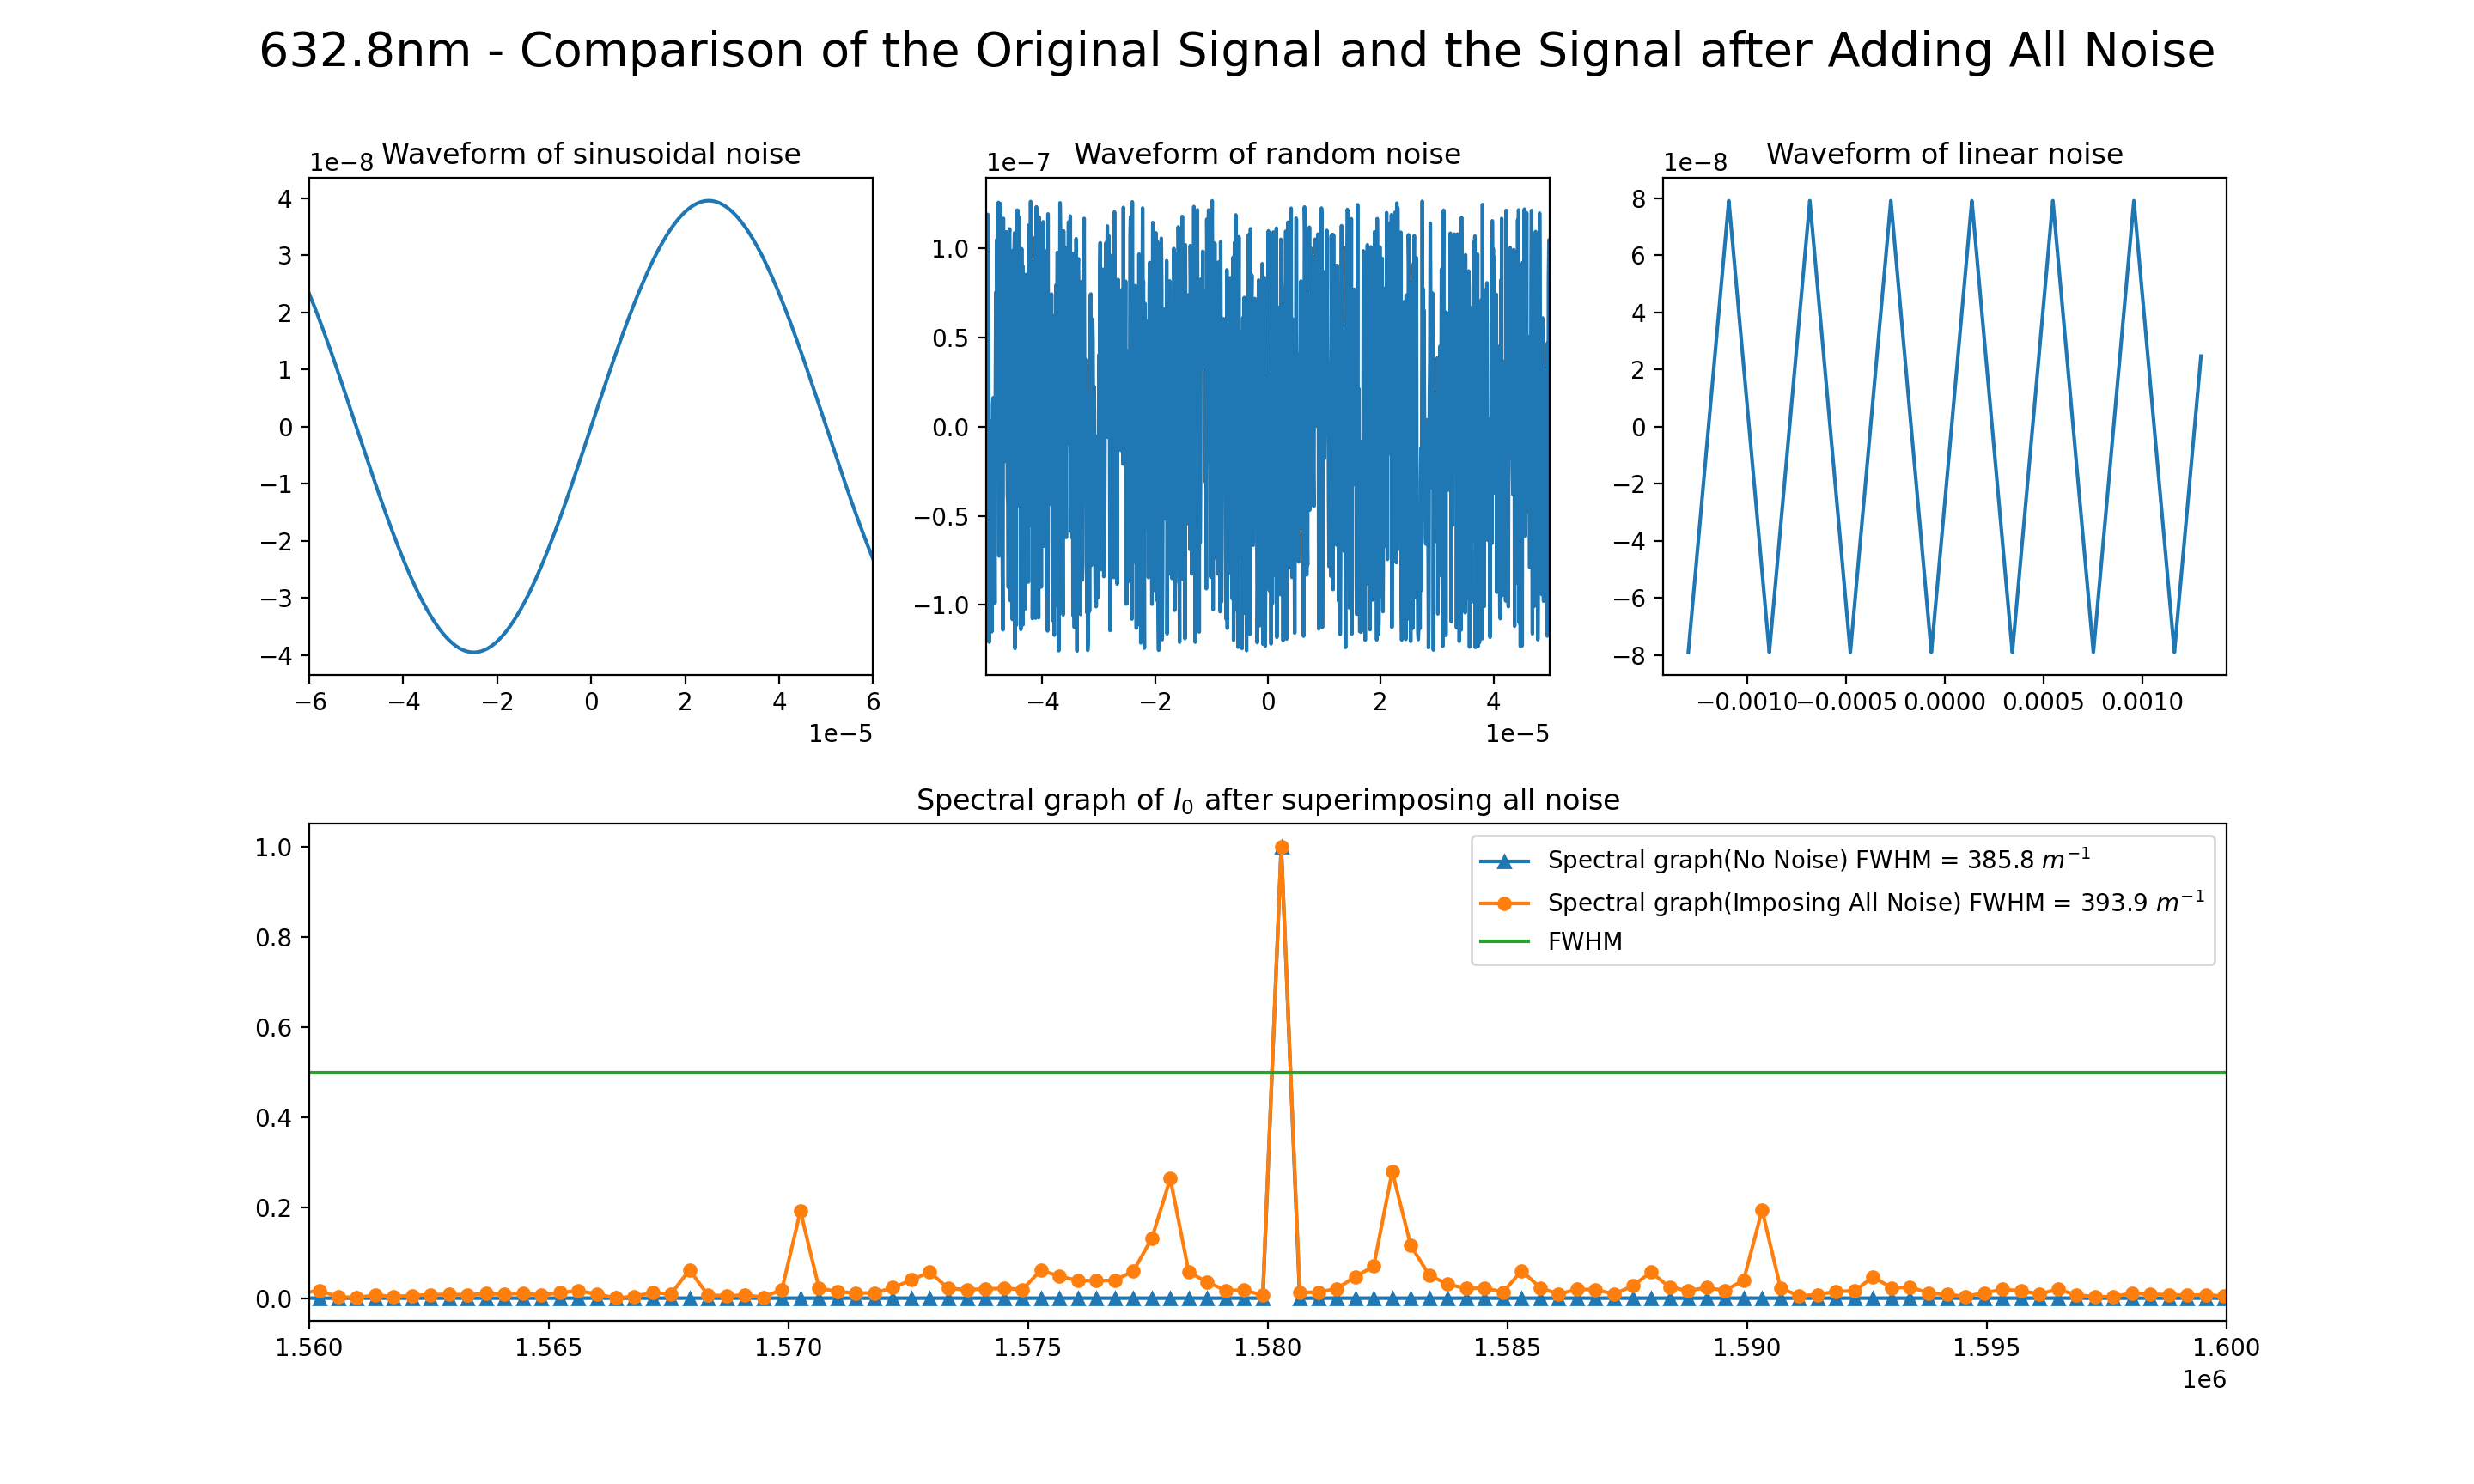 632.8nm - Comparison of the Original Signal and the Signal after Adding All Noise
Waveform of sinusoidal noise
1e−8
4
3
2
1
0
−1
−2
−3
−4
−6 −4 −2 0 2 4 6
1e−5
Waveform of random noise
1e−7
1.0
0.5
0.0
−0.5
−1.0
−4 −2 0 2 4
1e−5
Waveform of linear noise
1e−8
8
6
4
2
0
−2
−4
−6
−8
−0.0010 −0.0005 0.0000 0.0005 0.0010
Spectral graph of I₀ after superimposing all noise
1.0
0.8
0.6
0.4
0.2
0.0
Spectral graph(No Noise) FWHM = 385.8 m⁻¹
Spectral graph(Imposing All Noise) FWHM = 393.9 m⁻¹
FWHM
1.560 1.565 1.570 1.575 1.580 1.585 1.590 1.595 1.600
1e6